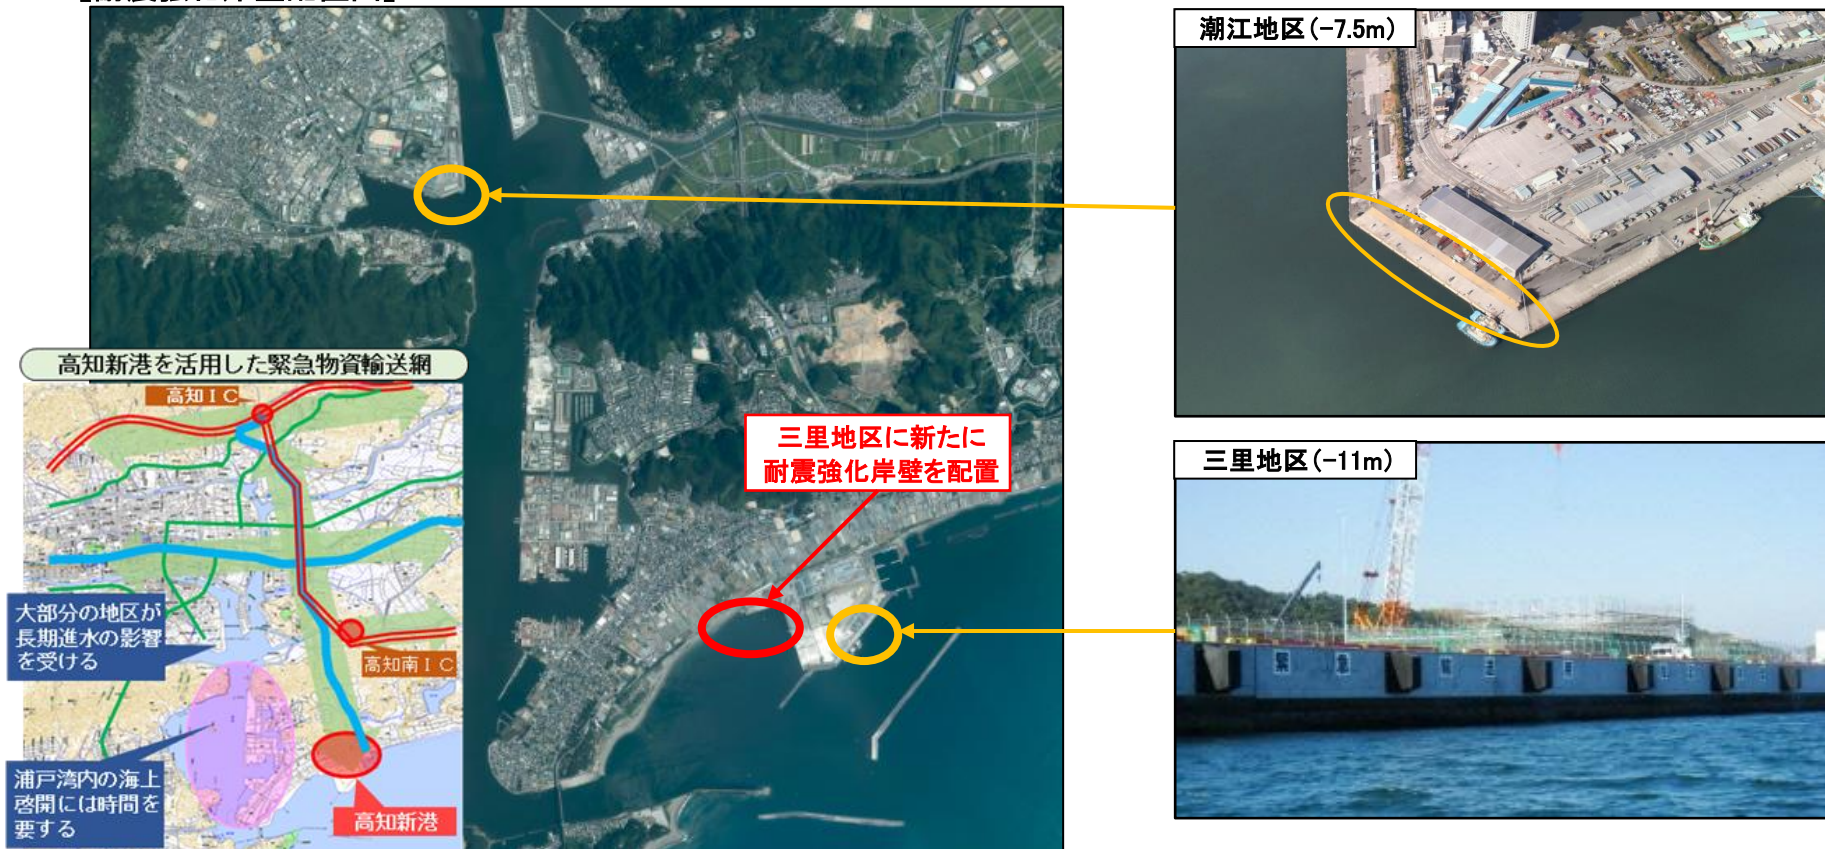 潮江地区(-7.5m)
高知新港を活用した緊急物資輸送網
高知IC
三里地区に新たに
耐震強化岸壁を配置
三里地区(-11m)
大部分の地区が
長期進水の影響
を受ける
高知南IC
浦戸湾内の海上
啓開には時間を
要する
高知新港
緊急